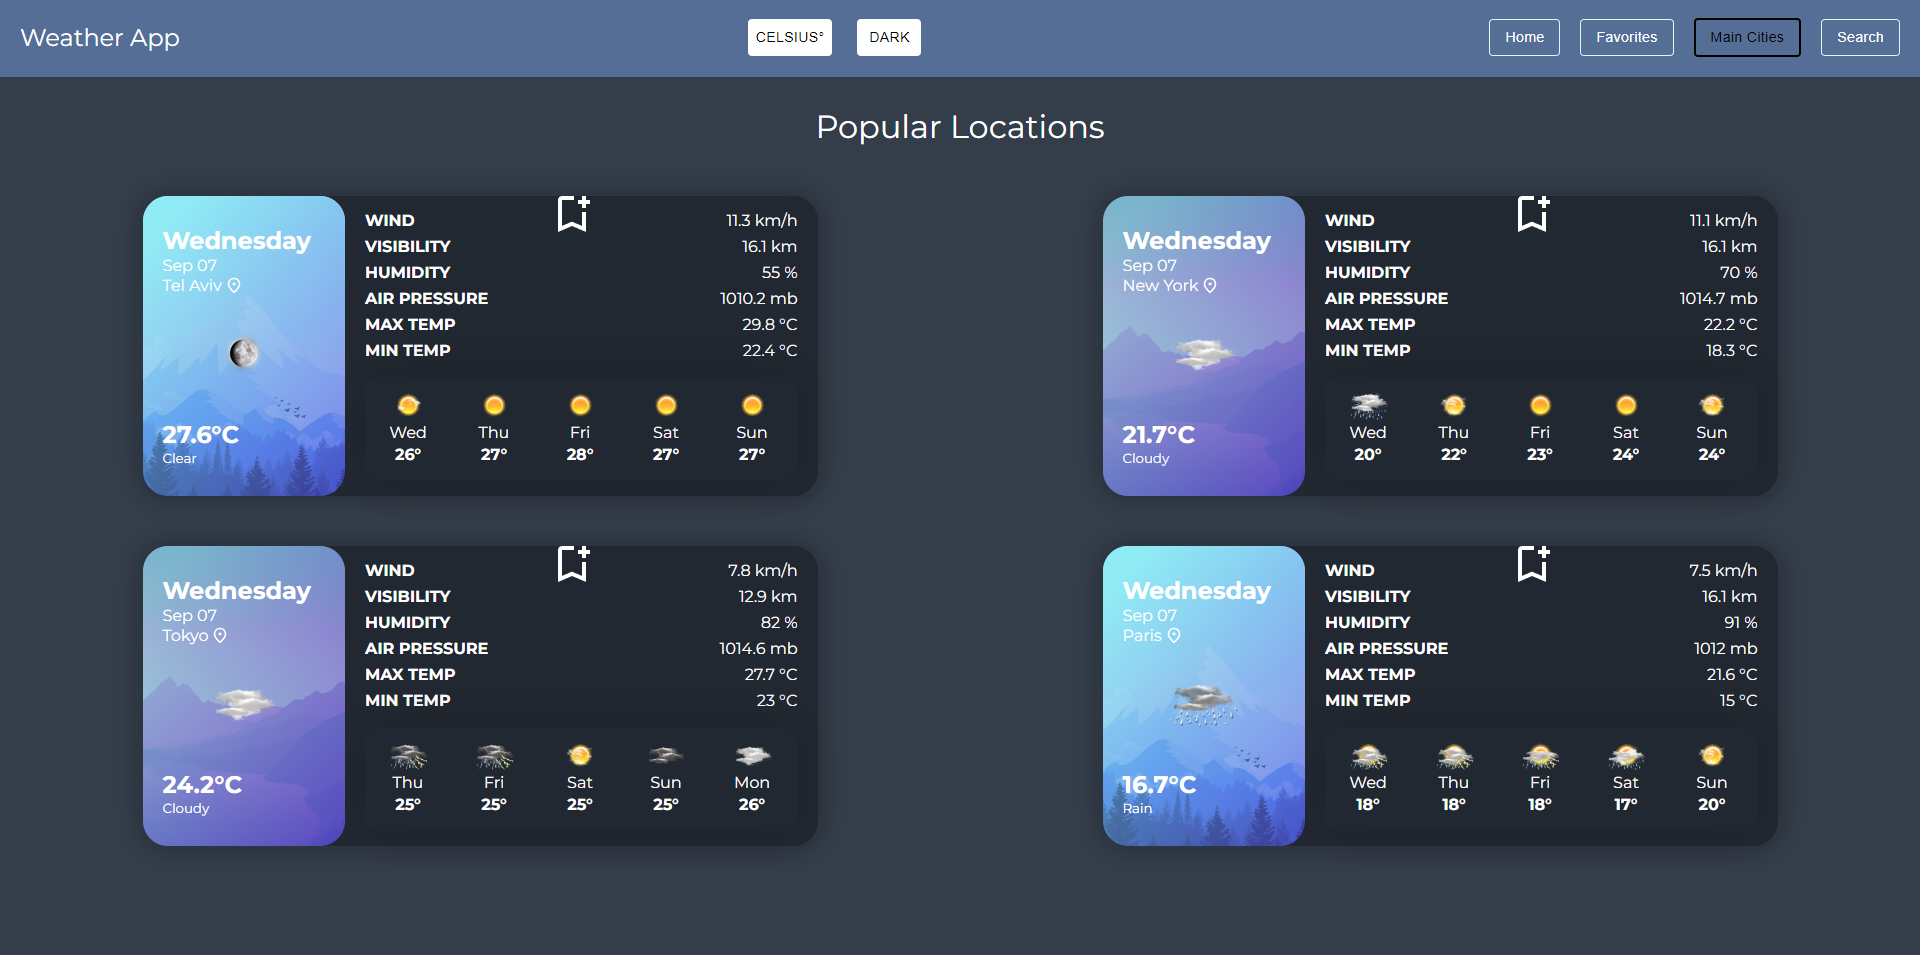 Weather App
CELSIUS°
DARK
Home
Favorites
Main Cities
Search
Popular Locations
Wednesday
Sep 07
Tel Aviv
27.6°C
Clear
WIND 11.3 km/h
VISIBILITY 16.1 km
HUMIDITY 55 %
AIR PRESSURE 1010.2 mb
MAX TEMP 29.8 °C
MIN TEMP 22.4 °C
Wed Thu Fri Sat Sun
26° 27° 28° 27° 27°
Wednesday
Sep 07
New York
21.7°C
Cloudy
WIND 11.1 km/h
VISIBILITY 16.1 km
HUMIDITY 70 %
AIR PRESSURE 1014.7 mb
MAX TEMP 22.2 °C
MIN TEMP 18.3 °C
Wed Thu Fri Sat Sun
20° 22° 23° 24° 24°
Wednesday
Sep 07
Tokyo
24.2°C
Cloudy
WIND 7.8 km/h
VISIBILITY 12.9 km
HUMIDITY 82 %
AIR PRESSURE 1014.6 mb
MAX TEMP 27.7 °C
MIN TEMP 23 °C
Thu Fri Sat Sun Mon
25° 25° 25° 25° 26°
Wednesday
Sep 07
Paris
16.7°C
Rain
WIND 7.5 km/h
VISIBILITY 16.1 km
HUMIDITY 91 %
AIR PRESSURE 1012 mb
MAX TEMP 21.6 °C
MIN TEMP 15 °C
Wed Thu Fri Sat Sun
18° 18° 18° 17° 20°